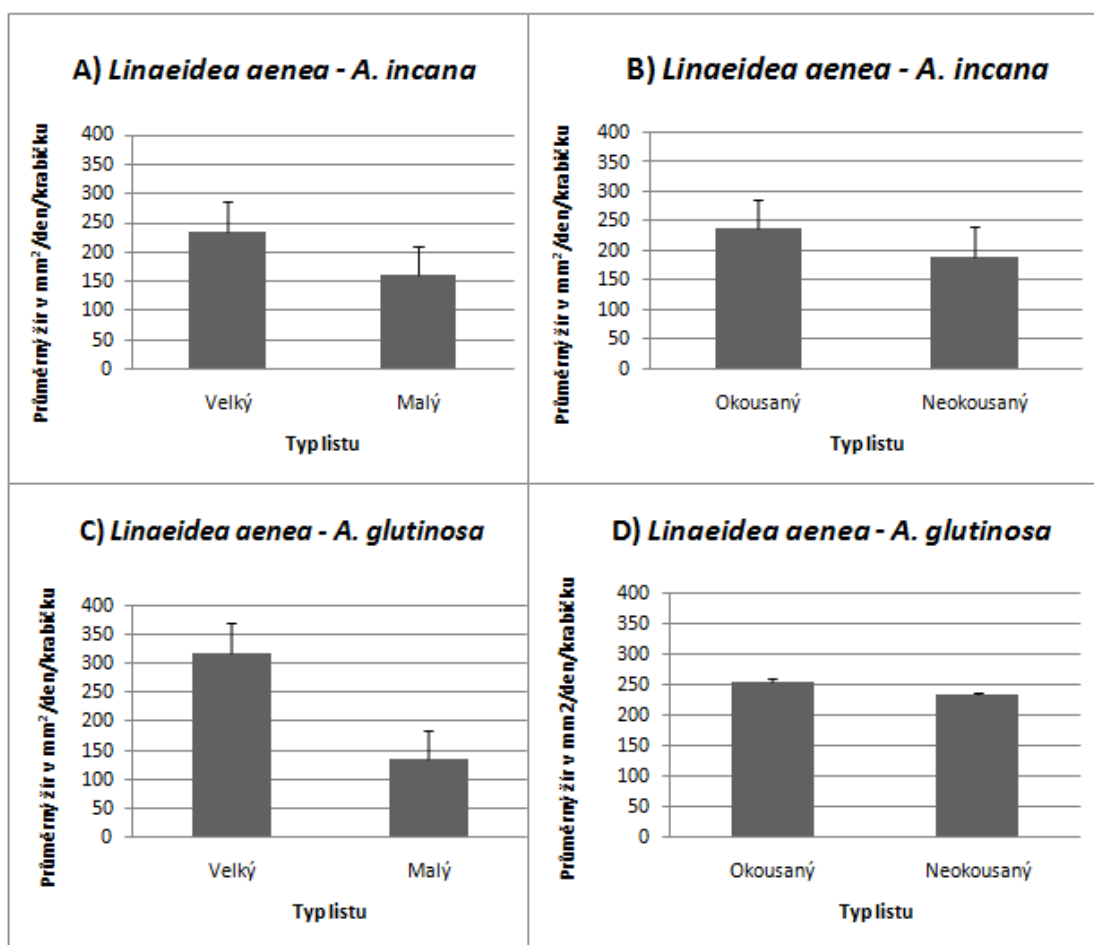 A) Linaeidea aenea - A. incana
Průměrný žír v mm²/den/krabičku
400
350
300
250
200
150
100
50
0
Velký
Malý
Typ listu
B) Linaeidea aenea - A. incana
Průměrný žír v mm²/den/krabičku
400
350
300
250
200
150
100
50
0
Okousaný
Neokousaný
Typ listu
C) Linaeidea aenea - A. glutinosa
Průměrný žír v mm²/den/krabičku
400
350
300
250
200
150
100
50
0
Velký
Malý
Typ listu
D) Linaeidea aenea - A. glutinosa
Průměrný žír v mm2/den/krabičku
400
350
300
250
200
150
100
50
0
Okousaný
Neokousaný
Typ listu